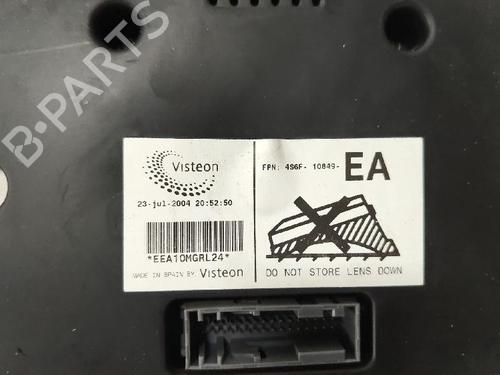 B-PARTS
Visteon
FPN: 4S6F- 10849- EA
23-jul-2004 20:52:50
*EEA10MGRL24*
MADE IN SPAIN BY Visteon
DO NOT STORE LENS DOWN